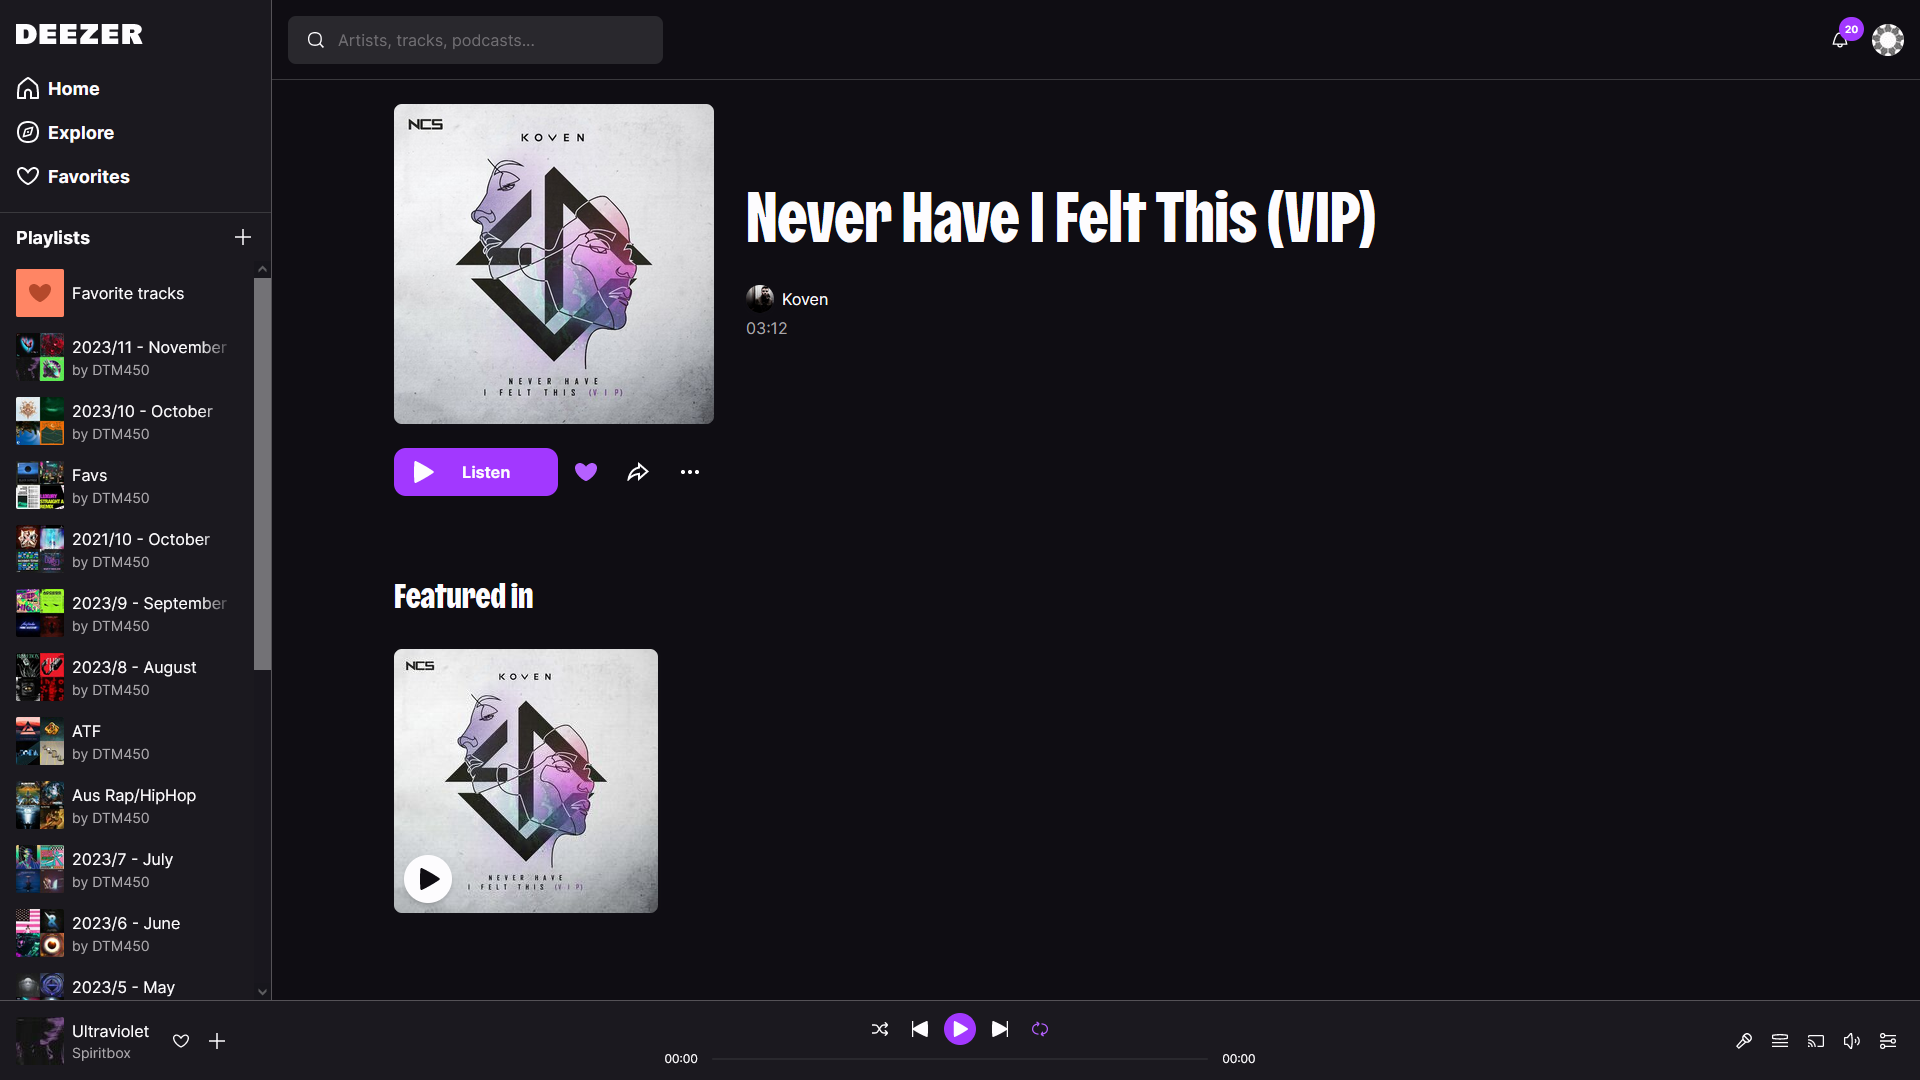 DEEZER
Home
Explore
Favorites
Playlists
Favorite tracks
2023/11 - November
by DTM450
2023/10 - October
by DTM450
Favs
by DTM450
2021/10 - October
by DTM450
2023/9 - September
by DTM450
2023/8 - August
by DTM450
ATF
by DTM450
Aus Rap/HipHop
by DTM450
2023/7 - July
by DTM450
2023/6 - June
by DTM450
2023/5 - May
Artists, tracks, podcasts...
20
NCS
KOVEN
NEVER HAVE
I FELT THIS (VIP)
Never Have I Felt This (VIP)
Koven
03:12
Listen
Featured in
NCS
KOVEN
NEVER HAVE
I FELT THIS (VIP)
Ultraviolet
Spiritbox
00:00
00:00